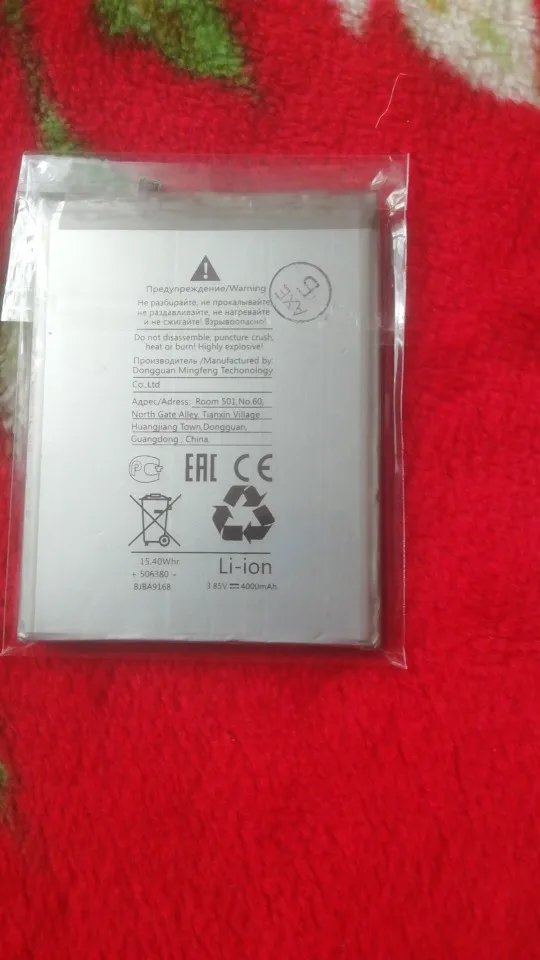 Предупреждение/Warning
Не разбирайте, не прокалывайте,
не раздавливайте, не нагревайте
и не сжигайте! Взрывоопасно!
Do not disassemble, puncture crush,
heat or burn! Highly explosive!
Производитель /Manufactured by:
Dongguan Mingfeng Techonology
Co.,Ltd
Адрес/Adress: Room 501,No.60,
North Gate Alley, Tianxin Village
Huangjiang Town,Dongguan,
Guangdong , China,
РС EAC CE
15.40Whr
Li-ion
+ 506380 -
BJBA9168
3.85V ⎓ 4000mAh
AXE